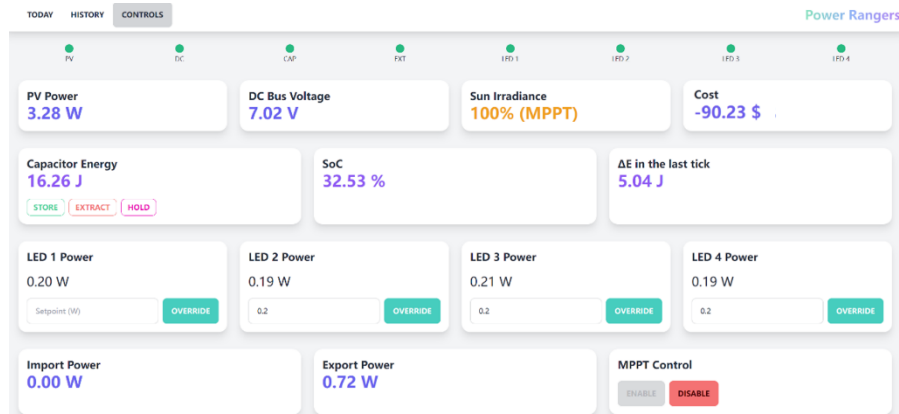 TODAY HISTORY CONTROLS Power Rangers
PV DC CAP EXT LED 1 LED 2 LED 3 LED 4
PV Power DC Bus Voltage Sun Irradiance Cost
3.28 W 7.02 V 100% (MPPT) -90.23 $
Capacitor Energy SoC ΔE in the last tick
16.26 J 32.53 % 5.04 J
STORE EXTRACT HOLD
LED 1 Power LED 2 Power LED 3 Power LED 4 Power
0.20 W 0.19 W 0.21 W 0.19 W
Setpoint (W) OVERRIDE 0.2 OVERRIDE 0.2 OVERRIDE 0.2 OVERRIDE
Import Power Export Power MPPT Control
0.00 W 0.72 W
ENABLE DISABLE